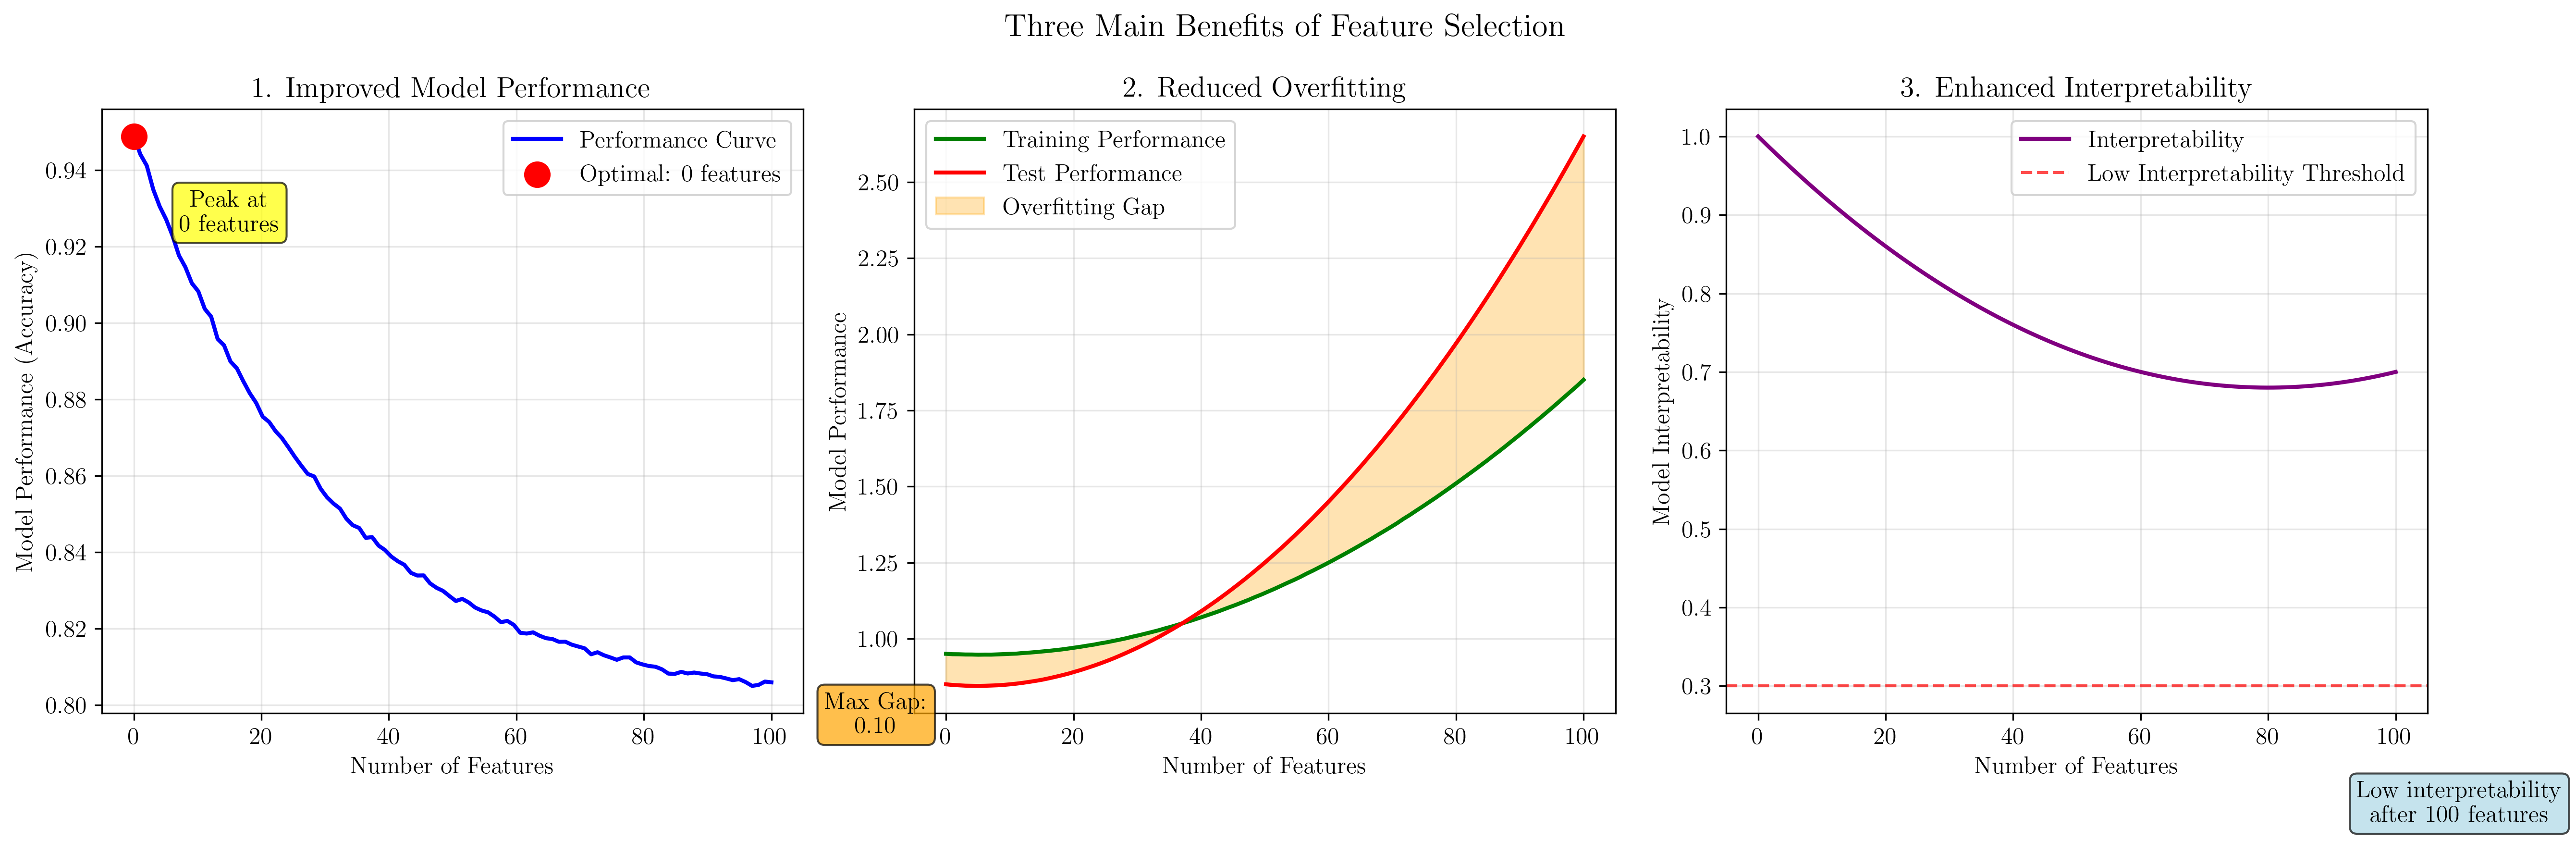 Three Main Benefits of Feature Selection
1. Improved Model Performance
Model Performance (Accuracy)
0.94
0.92
0.90
0.88
0.86
0.84
0.82
0.80
Performance Curve
Optimal: 0 features
Peak at
0 features
0
20
40
60
80
100
Number of Features
2. Reduced Overfitting
Model Performance
2.50
2.25
2.00
1.75
1.50
1.25
1.00
Training Performance
Test Performance
Overfitting Gap
Max Gap:
0.10
0
20
40
60
80
100
Number of Features
3. Enhanced Interpretability
Model Interpretability
1.0
0.9
0.8
0.7
0.6
0.5
0.4
0.3
Interpretability
Low Interpretability Threshold
0
20
40
60
80
100
Number of Features
Low interpretability
after 100 features